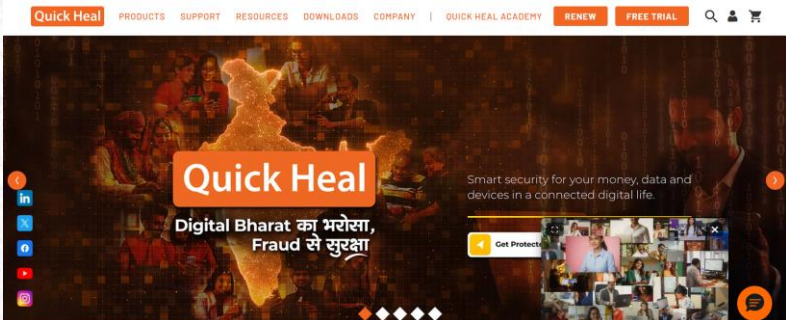 Quick Heal PRODUCTS SUPPORT RESOURCES DOWNLOADS COMPANY | QUICK HEAL ACADEMY RENEW FREE TRIAL
Quick Heal
Digital Bharat का भरोसा,
Fraud से सुरक्षा
Smart security for your money, data and
devices in a connected digital life.
Get